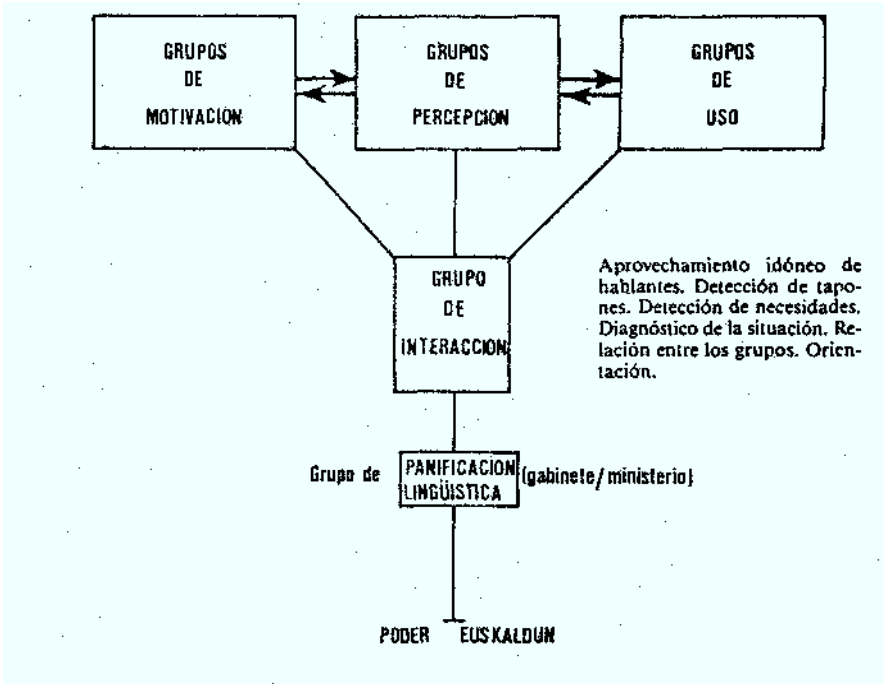 GRUPOS
DE
MOTIVACIÓN
GRUPOS
DE
PERCEPCION
GRUPOS
DE
USO
GRUPO
DE
INTERACCION
Aprovechamiento idóneo de
hablantes. Detección de tapo-
nes. Detección de necesidades.
Diagnóstico de la situación. Re-
lación entre los grupos. Orien-
tación.
Grupo de PANIFICACION (gabinete/ministerio)
LINGÜISTICA
PODER EUSKALDUN